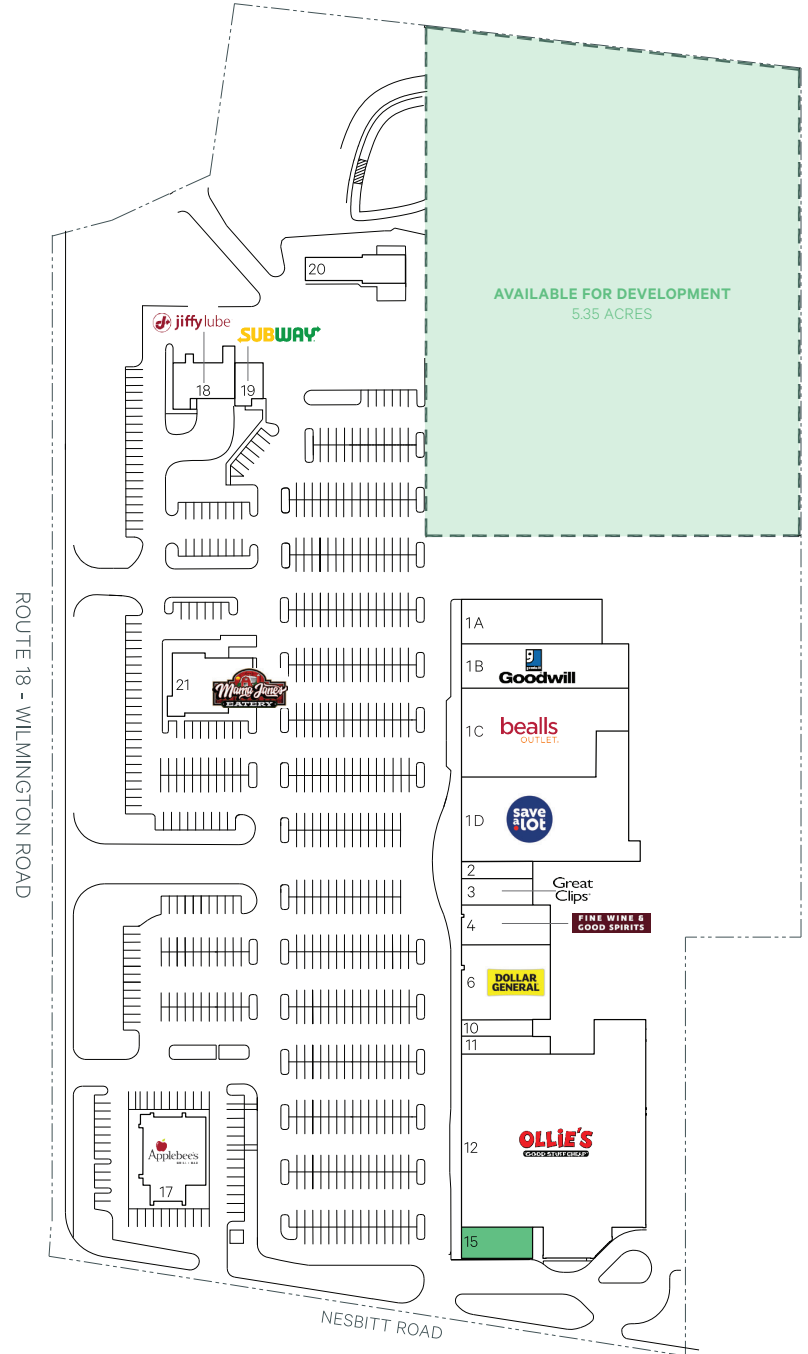 AVAILABLE FOR DEVELOPMENT
5.35 ACRES
20
jiffylube
SUBWAY
18
19
1A
1B
Goodwill
21
Mama Jane's
EATERY
1C
bealls
OUTLET
1D
save
a
lot
2
3
Great
Clips
4
FINE WINE &
GOOD SPIRITS
6
DOLLAR
GENERAL
10
11
12
OLLiE'S
GOOD STUFF CHEAP
Applebee's
17
15
ROUTE 18 - WILMINGTON ROAD
NESBITT ROAD